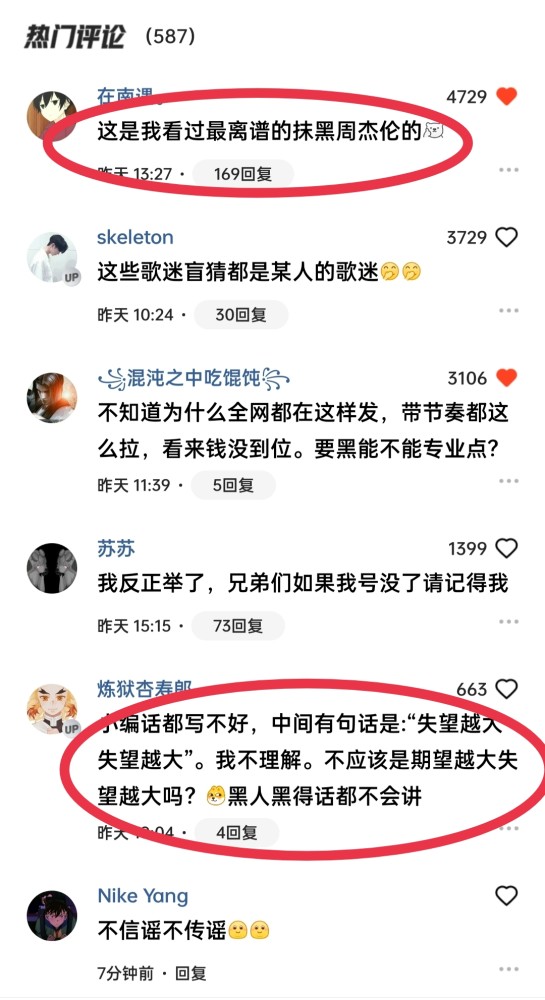 热门评论 (587)
在南遇
4729
这是我看过最离谱的抹黑周杰伦的
昨天 13:27 · 169回复
skeleton
3729
UP
这些歌迷盲猜都是某人的歌迷🤭🤭
昨天 10:24 · 30回复
꧁混沌之中吃馄饨꧂
3106
不知道为什么全网都在这样发，带节奏都这
么拉，看来钱没到位。要黑能不能专业点？
昨天 11:39 · 5回复
苏苏
1399
我反正举了，兄弟们如果我号没了请记得我
昨天 15:15 · 73回复
炼狱杏寿郎
663
UP
小编话都写不好，中间有句话是:“失望越大
失望越大”。我不理解。不应该是期望越大失
望越大吗？黑人黑得话都不会讲
昨天 :04 · 4回复
Nike Yang
不信谣不传谣
7分钟前 · 回复